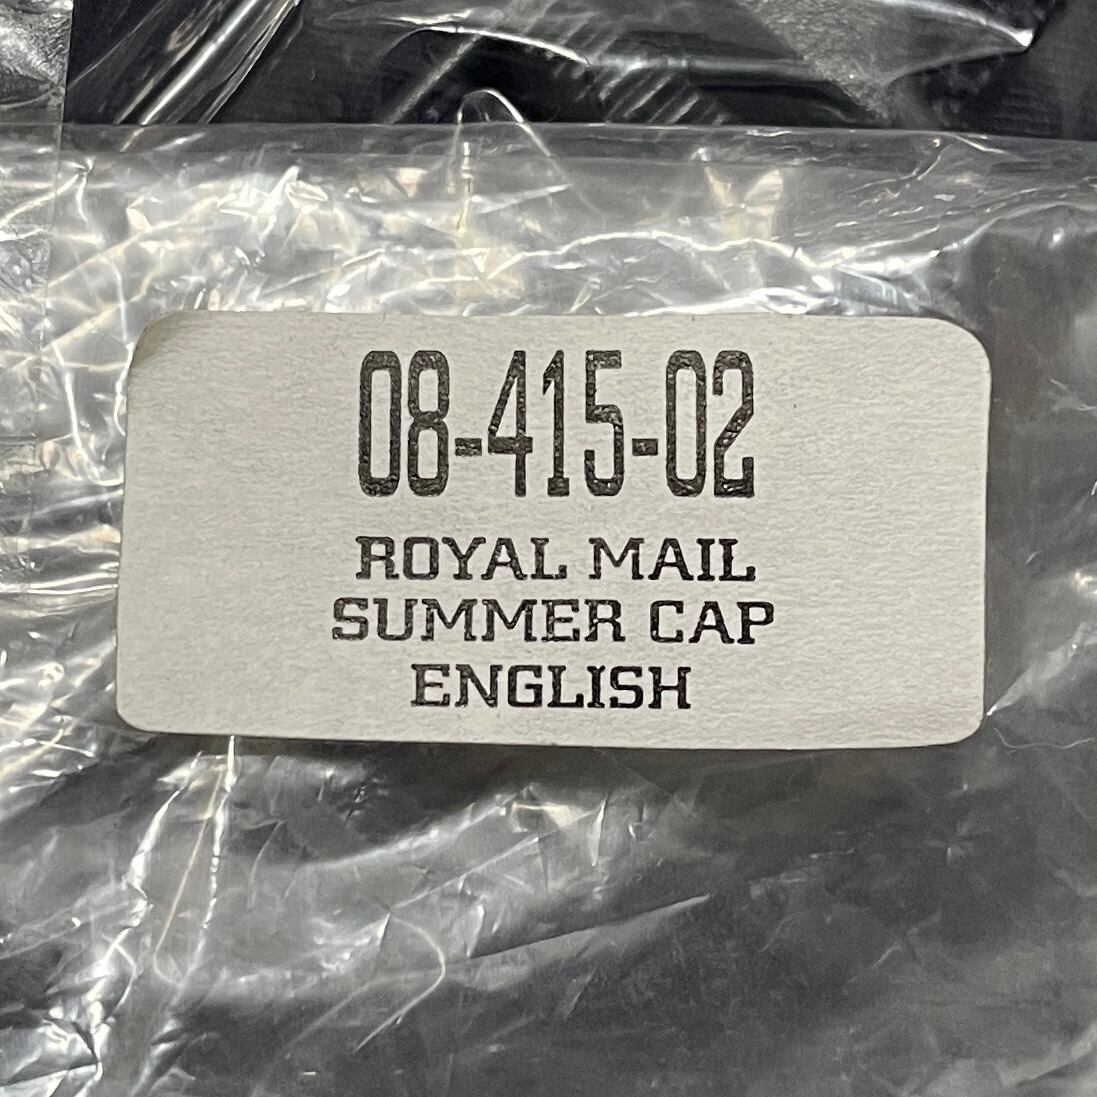 08-415-02
ROYAL MAIL
SUMMER CAP
ENGLISH